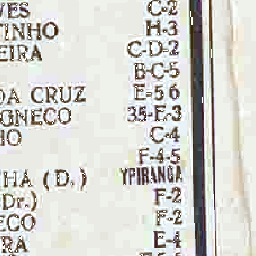 VES C-2
TINHO H-3
EIRA C-D-2
B-C-5
DA CRUZ E-5 6
GNECO 3.5-E-3
HO C-4
F-4-5
HA (D.) YPIRANGA
Dr.) F-2
ECO F-2
RA E-4